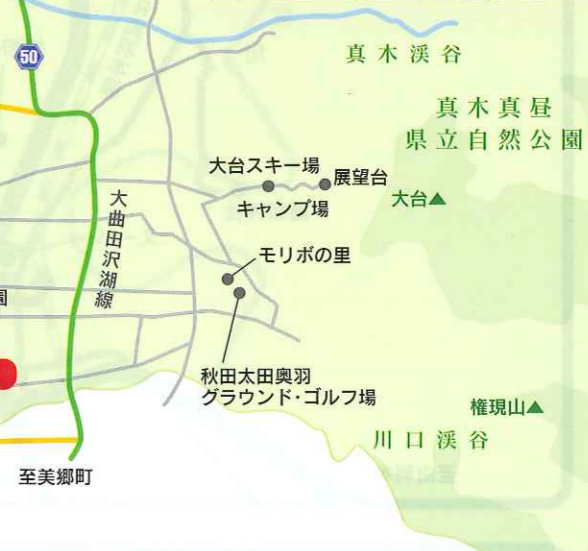 50
真木渓谷
真木真昼
県立自然公園
大台スキー場
展望台
キャンプ場
大台▲
大曲田沢湖線
モリボの里
園
秋田太田奥羽
グラウンド・ゴルフ場
権現山▲
川口渓谷
至美郷町